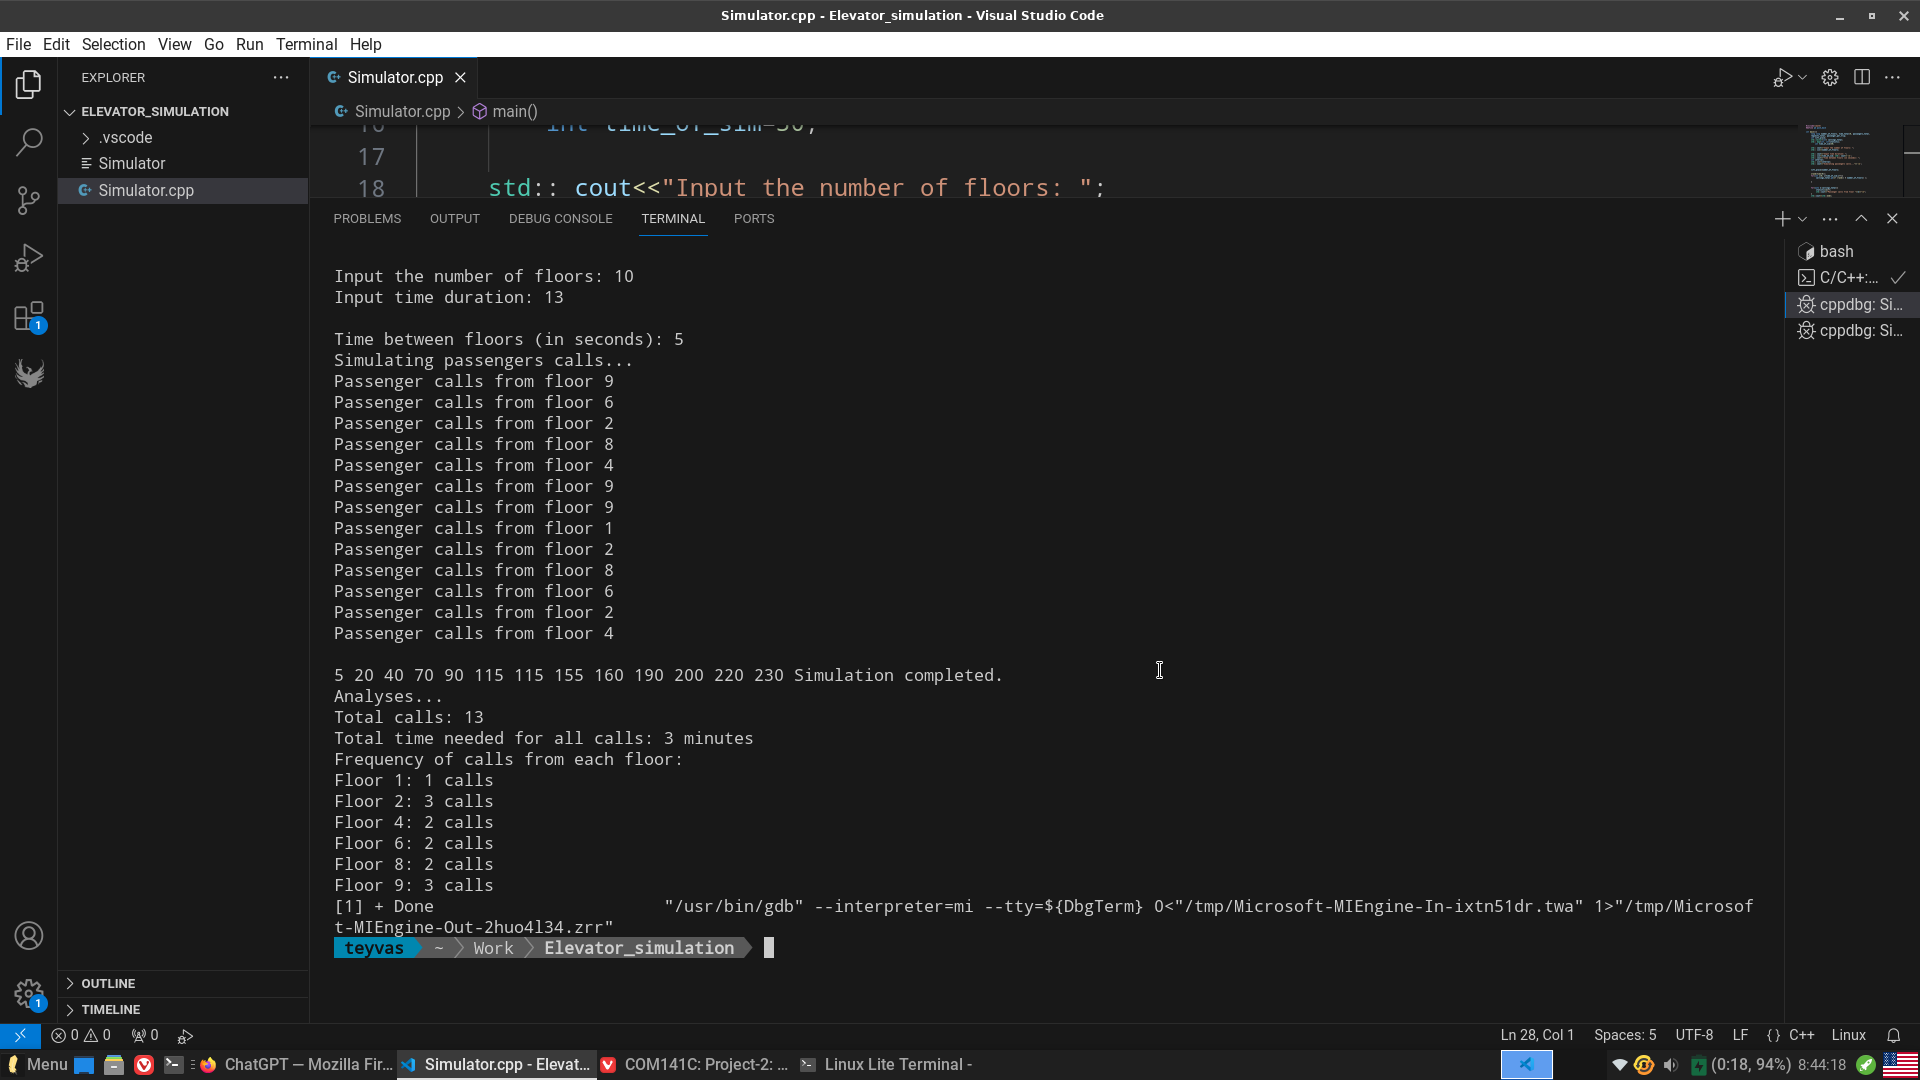 Simulator.cpp - Elevator_simulation - Visual Studio Code
File Edit Selection View Go Run Terminal Help
EXPLORER
ELEVATOR_SIMULATION
.vscode
Simulator
Simulator.cpp
Simulator.cpp
Simulator.cpp > main()
16 int time_of_sim=30;
17
18 std:: cout<<"Input the number of floors: ";
PROBLEMS OUTPUT DEBUG CONSOLE TERMINAL PORTS
bash
C/C++:...
cppdbg: Si...
cppdbg: Si...
Input the number of floors: 10
Input time duration: 13
Time between floors (in seconds): 5
Simulating passengers calls...
Passenger calls from floor 9
Passenger calls from floor 6
Passenger calls from floor 2
Passenger calls from floor 8
Passenger calls from floor 4
Passenger calls from floor 9
Passenger calls from floor 9
Passenger calls from floor 1
Passenger calls from floor 2
Passenger calls from floor 8
Passenger calls from floor 6
Passenger calls from floor 2
Passenger calls from floor 4
5 20 40 70 90 115 115 155 160 190 200 220 230 Simulation completed.
Analyses...
Total calls: 13
Total time needed for all calls: 3 minutes
Frequency of calls from each floor:
Floor 1: 1 calls
Floor 2: 3 calls
Floor 4: 2 calls
Floor 6: 2 calls
Floor 8: 2 calls
Floor 9: 3 calls
[1] + Done "/usr/bin/gdb" --interpreter=mi --tty=${DbgTerm} 0<"/tmp/Microsoft-MIEngine-In-ixtn51dr.twa" 1>"/tmp/Microsof
t-MIEngine-Out-2huo4l34.zrr"
teyvas ~ Work Elevator_simulation
1
1
OUTLINE
TIMELINE
0 0 0
Ln 28, Col 1 Spaces: 5 UTF-8 LF {} C++ Linux
Menu ChatGPT — Mozilla Fir... Simulator.cpp - Elevat... COM141C: Project-2: ... Linux Lite Terminal - (0:18, 94%) 8:44:18